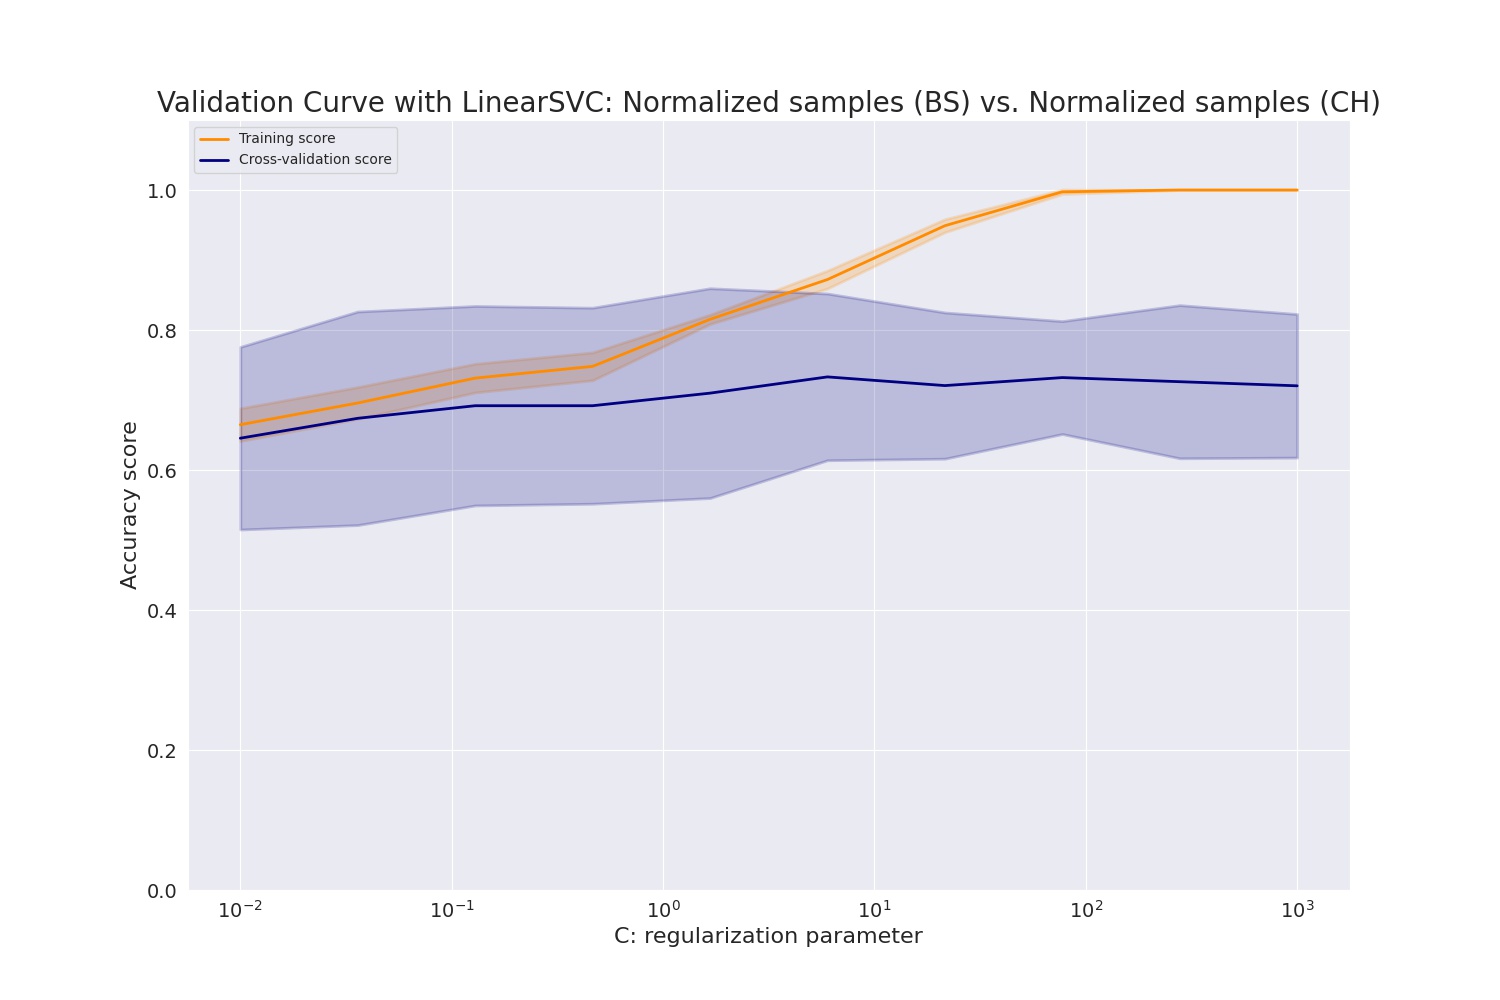 Validation Curve with LinearSVC: Normalized samples (BS) vs. Normalized samples (CH)
Training score
Cross-validation score
1.0
0.8
0.6
0.4
0.2
0.0
Accuracy score
10⁻² 10⁻¹ 10⁰ 10¹ 10² 10³
C: regularization parameter